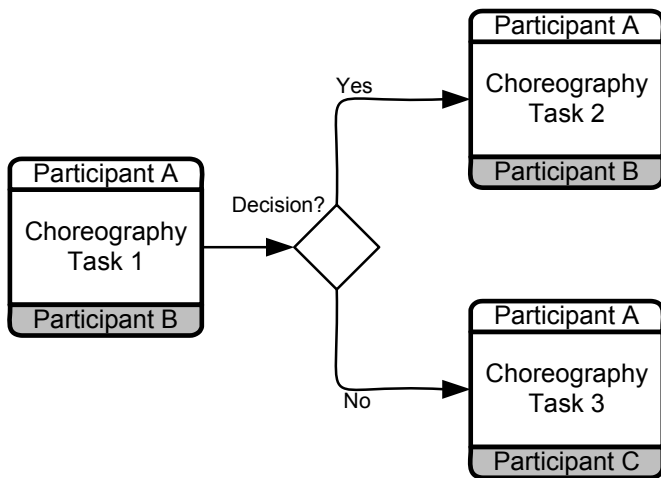 Participant A
Choreography
Task 1
Participant B
Decision?
Yes
Participant A
Choreography
Task 2
Participant B
No
Participant A
Choreography
Task 3
Participant C